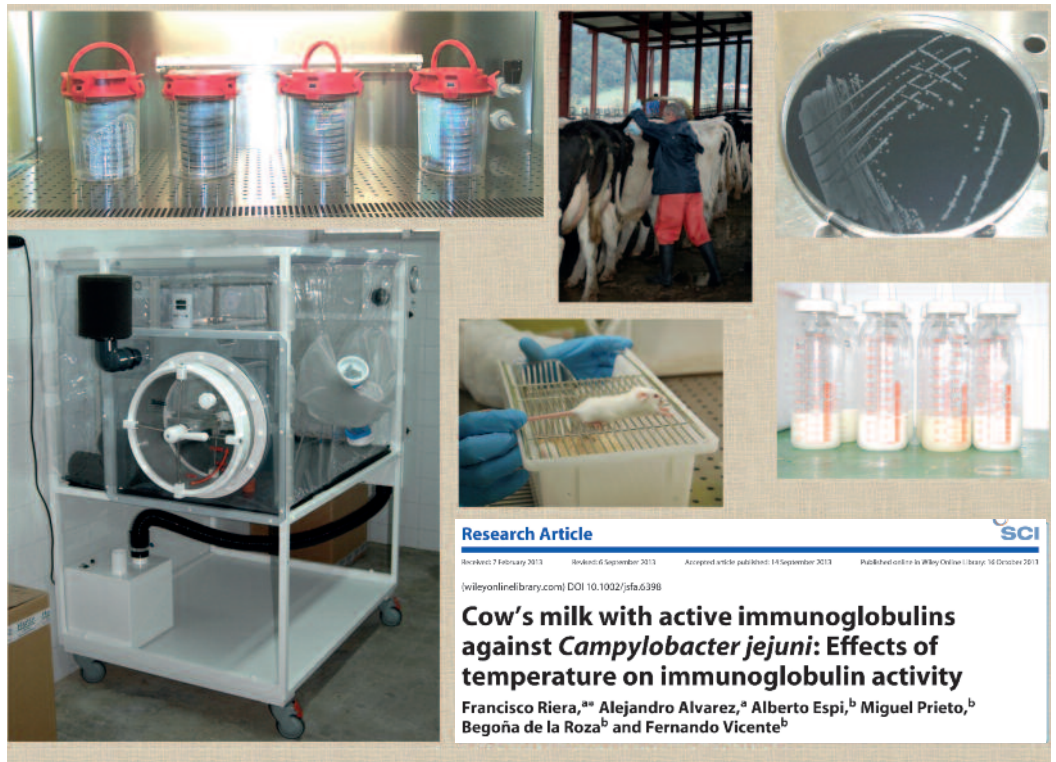 Research Article
SCI
Received: 7 February 2013 Revised: 6 September 2013 Accepted article published: 14 September 2013 Published online in Wiley Online Library: 16 October 2013
(wileyonlinelibrary.com) DOI 10.1002/jsfa.6398
Cow's milk with active immunoglobulins
against Campylobacter jejuni: Effects of
temperature on immunoglobulin activity
Francisco Riera,ᵃ* Alejandro Alvarez,ᵃ Alberto Espi,ᵇ Miguel Prieto,ᵇ
Begoña de la Rozaᵇ and Fernando Vicenteᵇ